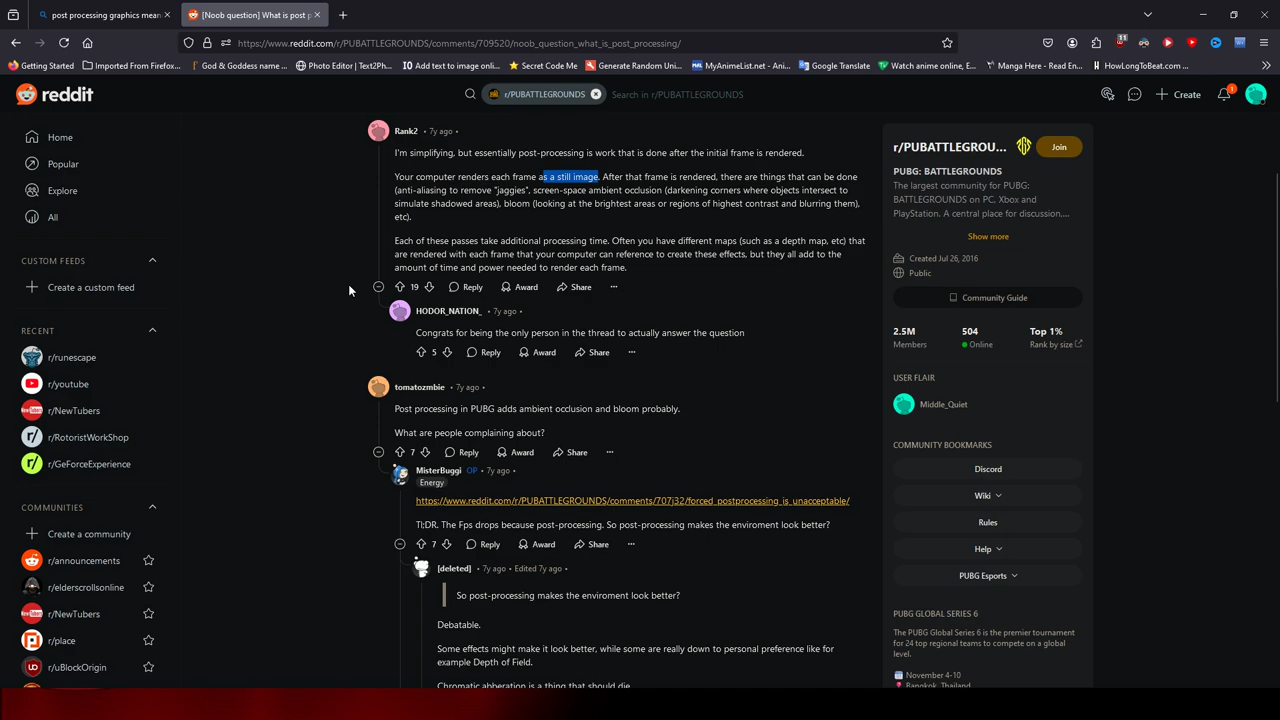 post processing graphics mean
[Noob question] What is post p
https://www.reddit.com/r/PUBATTLEGROUNDS/comments/709520/noob_question_what_is_post_processing/
11
Getting Started
Imported From Firefox...
God & Goddess name ...
Photo Editor | Text2Ph...
IO Add text to image onli...
Secret Code Me
Generate Random Uni...
MyAnimeList.net - Ani...
Google Translate
Watch anime online, E...
Manga Here - Read En...
HowLongToBeat.com ...
reddit
r/PUBATTLEGROUNDS
Search in r/PUBATTLEGROUNDS
Create
1
Home
Popular
Explore
All
CUSTOM FEEDS
Create a custom feed
RECENT
r/runescape
r/youtube
r/NewTubers
r/RotoristWorkShop
r/GeForceExperience
COMMUNITIES
Create a community
r/announcements
r/elderscrollsonline
r/NewTubers
r/place
r/uBlockOrigin
Rank2 • 7y ago •
I'm simplifying, but essentially post-processing is work that is done after the initial frame is rendered.
Your computer renders each frame as a still image. After that frame is rendered, there are things that can be done
(anti-aliasing to remove "jaggies", screen-space ambient occlusion (darkening corners where objects intersect to
simulate shadowed areas), bloom (looking at the brightest areas or regions of highest contrast and blurring them),
etc).
Each of these passes take additional processing time. Often you have different maps (such as a depth map, etc) that
are rendered with each frame that your computer can reference to create these effects, but they all add to the
amount of time and power needed to render each frame.
19 Reply Award Share ...
HODOR_NATION_ • 7y ago •
Congrats for being the only person in the thread to actually answer the question
5 Reply Award Share ...
tomatozmbie • 7y ago •
Post processing in PUBG adds ambient occlusion and bloom probably.
What are people complaining about?
7 Reply Award Share ...
MisterBuggi OP • 7y ago •
Energy
https://www.reddit.com/r/PUBATTLEGROUNDS/comments/707j32/forced_postprocessing_is_unacceptable/
Tl;DR. The Fps drops because post-processing. So post-processing makes the enviroment look better?
7 Reply Award Share ...
[deleted] • 7y ago • Edited 7y ago •
So post-processing makes the enviroment look better?
Debatable.
Some effects might make it look better, while some are really down to personal preference like for
example Depth of Field.
Chromatic abberation is a thing that should die
r/PUBATTLEGROU...
Join
PUBG: BATTLEGROUNDS
The largest community for PUBG:
BATTLEGROUNDS on PC, Xbox and
PlayStation. A central place for discussion,...
Show more
Created Jul 26, 2016
Public
Community Guide
2.5M 504 Top 1%
Members Online Rank by size
USER FLAIR
Middle_Quiet
COMMUNITY BOOKMARKS
Discord
Wiki
Rules
Help
PUBG Esports
PUBG GLOBAL SERIES 6
The PUBG Global Series 6 is the premier tournament
for 24 top regional teams to compete on a global
level.
November 4-10
Bangkok, Thailand